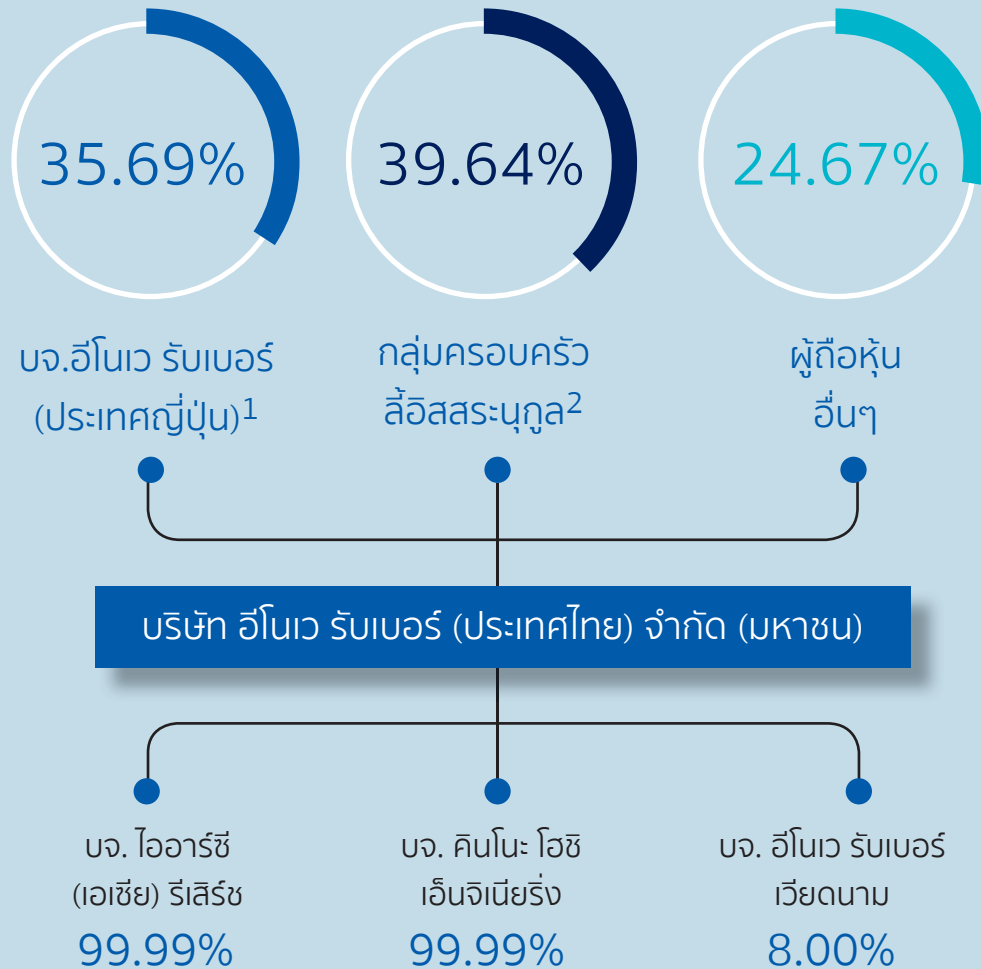 35.69%
39.64%
24.67%
บจ.อีโนเว รับเบอร์
(ประเทศญี่ปุ่น)1
กลุ่มครอบครัว
ลี้อิสสระนุกูล2
ผู้ถือหุ้น
อื่นๆ
บริษัท อีโนเว รับเบอร์ (ประเทศไทย) จำกัด (มหาชน)
บจ. ไออาร์ซี
(เอเชีย) รีเสิร์ช
99.99%
บจ. คินโนะ โฮชิ
เอ็นจิเนียริ่ง
99.99%
บจ. อีโนเว รับเบอร์
เวียดนาม
8.00%